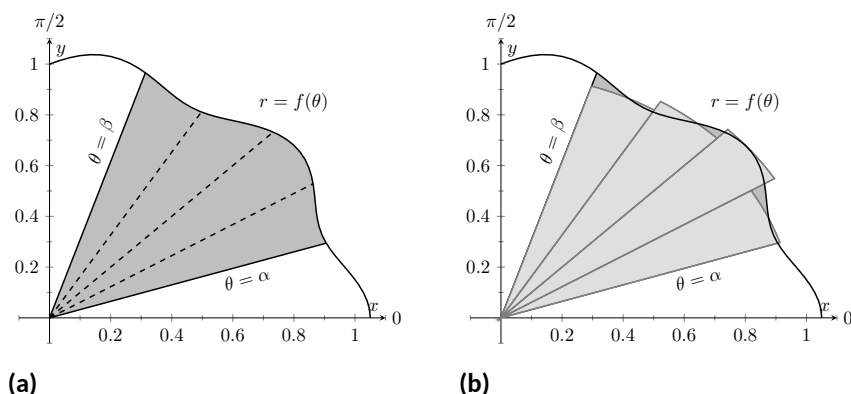 π/2
y
1
0.8
0.6
0.4
0.2
0.2 0.4 0.6 0.8 1
x
0
r = f(θ)
θ = β
θ = α
(a)
π/2
y
1
0.8
0.6
0.4
0.2
0.2 0.4 0.6 0.8 1
x
0
r = f(θ)
θ = β
θ = α
(b)